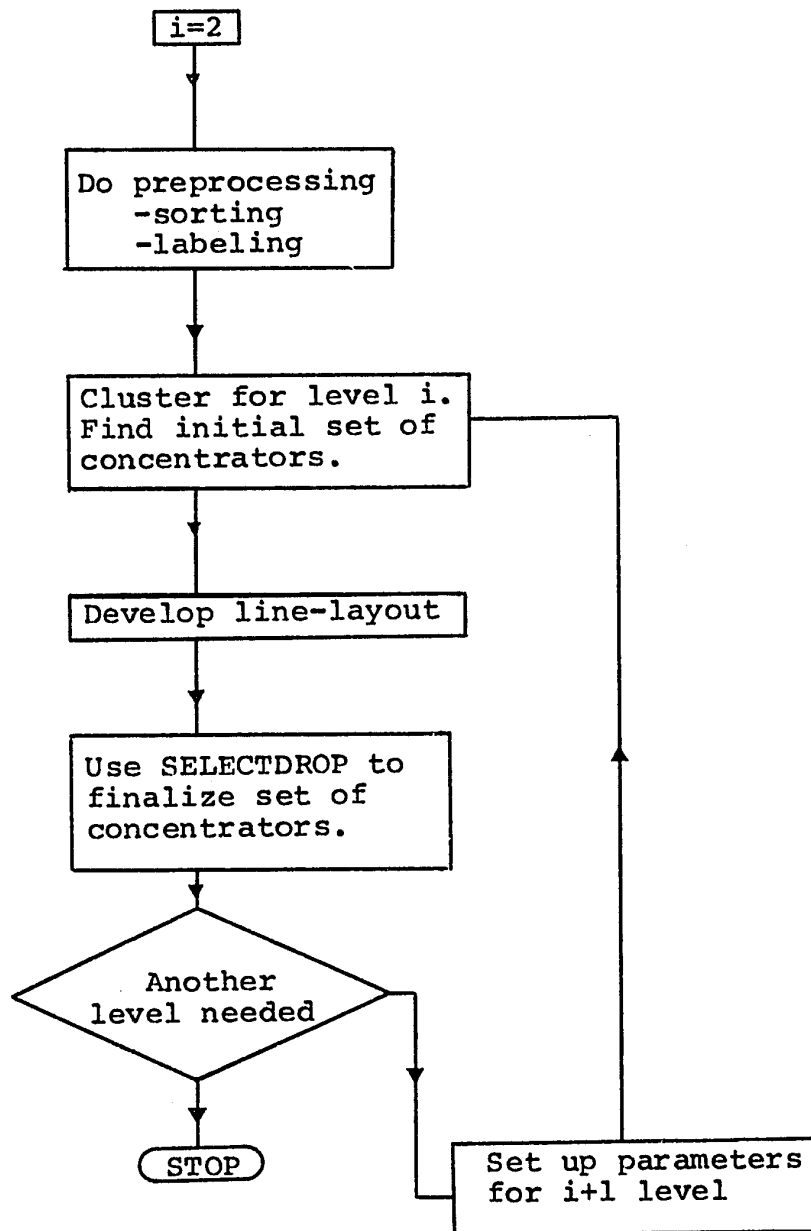 i=2
Do preprocessing
-sorting
-labeling
Cluster for level i.
Find initial set of
concentrators.
Develop line-layout
Use SELECTDROP to
finalize set of
concentrators.
Another
level needed
STOP
Set up parameters
for i+1 level